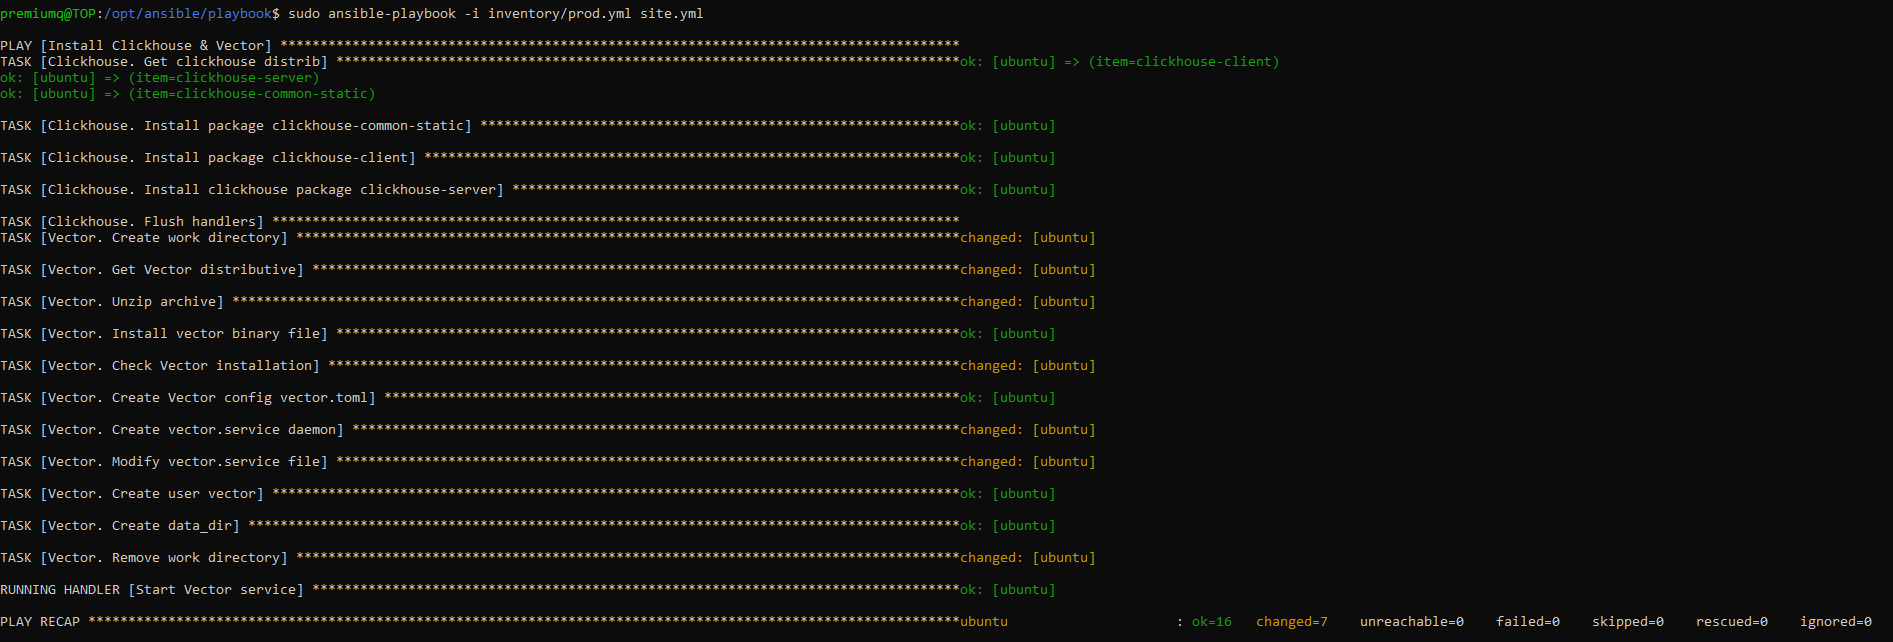 premiumq@TOP:/opt/ansible/playbook$ sudo ansible-playbook -i inventory/prod.yml site.yml
PLAY [Install Clickhouse & Vector] *************************************************************************************
TASK [Clickhouse. Get clickhouse distrib] ******************************************************************************ok: [ubuntu] => (item=clickhouse-client)
ok: [ubuntu] => (item=clickhouse-server)
ok: [ubuntu] => (item=clickhouse-common-static)
TASK [Clickhouse. Install package clickhouse-common-static] ************************************************************ok: [ubuntu]
TASK [Clickhouse. Install package clickhouse-client] *******************************************************************ok: [ubuntu]
TASK [Clickhouse. Install clickhouse package clickhouse-server] ********************************************************ok: [ubuntu]
TASK [Clickhouse. Flush handlers] **************************************************************************************
TASK [Vector. Create work directory] ***********************************************************************************changed: [ubuntu]
TASK [Vector. Get Vector distributive] *********************************************************************************changed: [ubuntu]
TASK [Vector. Unzip archive] *******************************************************************************************changed: [ubuntu]
TASK [Vector. Install vector binary file] ******************************************************************************ok: [ubuntu]
TASK [Vector. Check Vector installation] *******************************************************************************changed: [ubuntu]
TASK [Vector. Create Vector config vector.toml] ************************************************************************ok: [ubuntu]
TASK [Vector. Create vector.service daemon] ****************************************************************************changed: [ubuntu]
TASK [Vector. Modify vector.service file] ******************************************************************************changed: [ubuntu]
TASK [Vector. Create user vector] **************************************************************************************ok: [ubuntu]
TASK [Vector. Create data_dir] *****************************************************************************************ok: [ubuntu]
TASK [Vector. Remove work directory] ***********************************************************************************changed: [ubuntu]
RUNNING HANDLER [Start Vector service] *********************************************************************************ok: [ubuntu]
PLAY RECAP *************************************************************************************************************ubuntu                     : ok=16   changed=7    unreachable=0    failed=0    skipped=0    rescued=0    ignored=0